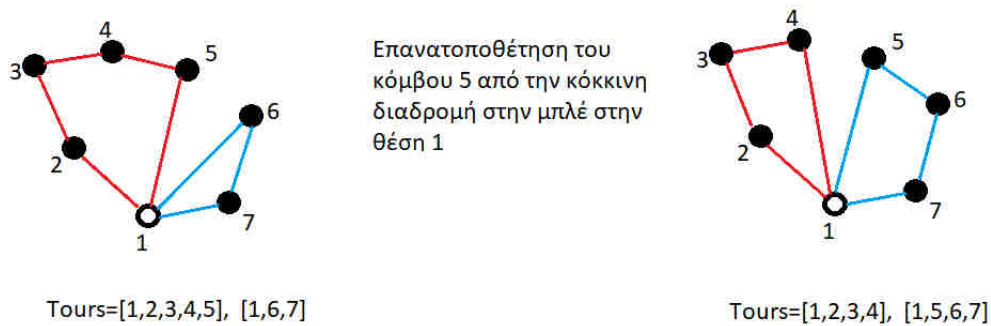 4
3
5
2
6
7
1
Tours=[1,2,3,4,5], [1,6,7]
Επανατοποθέτηση του
κόμβου 5 από την κόκκινη
διαδρομή στην μπλέ στην
θέση 1
4
3
5
2
6
7
1
Tours=[1,2,3,4], [1,5,6,7]